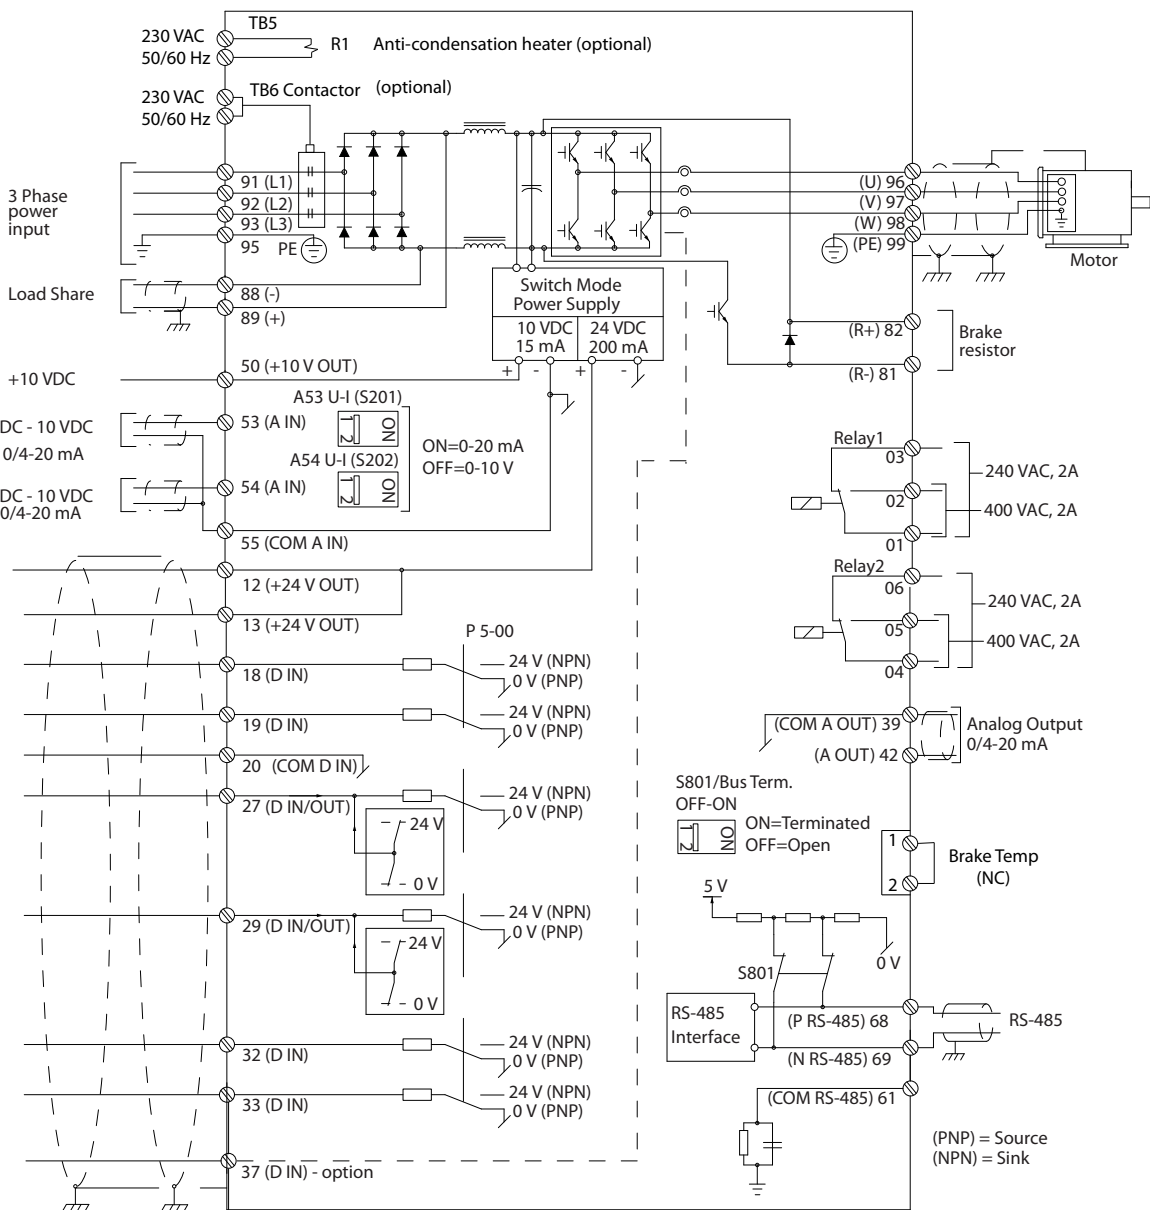 TB5
230 VAC
50/60 Hz
R1
Anti-condensation heater (optional)
TB6 Contactor (optional)
230 VAC
50/60 Hz
3 Phase
power
input
91 (L1)
92 (L2)
93 (L3)
95 PE
(U) 96
(V) 97
(W) 98
(PE) 99
Motor
Load Share
88 (-)
89 (+)
Switch Mode
Power Supply
10 VDC
15 mA
24 VDC
200 mA
+ - + -
(R+) 82
(R-) 81
Brake
resistor
+10 VDC
50 (+10 V OUT)
A53 U-I (S201)
1 2
ON
53 (A IN)
DC - 10 VDC
0/4-20 mA
ON=0-20 mA
OFF=0-10 V
A54 U-I (S202)
1 2
ON
54 (A IN)
DC - 10 VDC
0/4-20 mA
55 (COM A IN)
Relay1
03
02
01
240 VAC, 2A
400 VAC, 2A
Relay2
06
05
04
240 VAC, 2A
400 VAC, 2A
12 (+24 V OUT)
13 (+24 V OUT)
P 5-00
18 (D IN)
24 V (NPN)
0 V (PNP)
19 (D IN)
24 V (NPN)
0 V (PNP)
20 (COM D IN)
27 (D IN/OUT)
24 V (NPN)
0 V (PNP)
24 V
0 V
29 (D IN/OUT)
24 V (NPN)
0 V (PNP)
24 V
0 V
32 (D IN)
24 V (NPN)
0 V (PNP)
33 (D IN)
24 V (NPN)
0 V (PNP)
37 (D IN) - option
(COM A OUT) 39
(A OUT) 42
Analog Output
0/4-20 mA
S801/Bus Term.
OFF-ON
1 2
ON
ON=Terminated
OFF=Open
1
2
Brake Temp
(NC)
5 V
S801
0 V
RS-485
Interface
(P RS-485) 68
(N RS-485) 69
RS-485
(COM RS-485) 61
(PNP) = Source
(NPN) = Sink